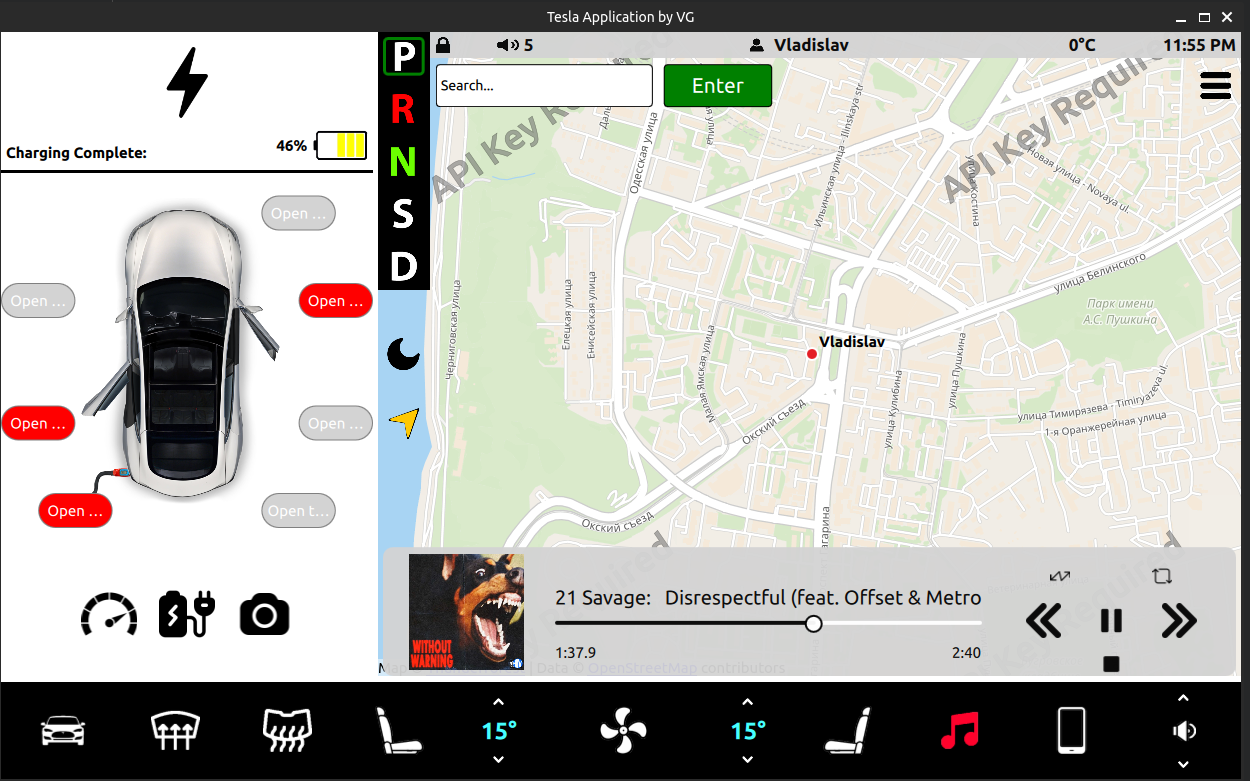 Tesla Application by VG
Charging Complete:
46%
Open ...
Open ...
Open ...
Open ...
Open ...
Open ...
Open t...
P
R
N
S
D
5
Vladislav
0°C
11:55 PM
Search...
Enter
API Key Required
API Key Required
Одесская улица
улица
Ильинская улица - Ilinskaya str
улица Костина
Новая улица - Novaya ul.
улица Белинского
Парк имени
А.С. Пушкина
Черниговская улица
Елецкая улица
Енисейская улица
Малая Ямская улица
Vladislav
улица Пушкина
улица Кулибина
улица Тимирязева - Timiryazeva ul.
1-я Оранжерейная улица
Окский съезд
Окский съезд
WITHOUT
WARNING
21 Savage: Disrespectful (feat. Offset & Metro
1:37.9
2:40
Data © OpenStreetMap contributors
15°
15°